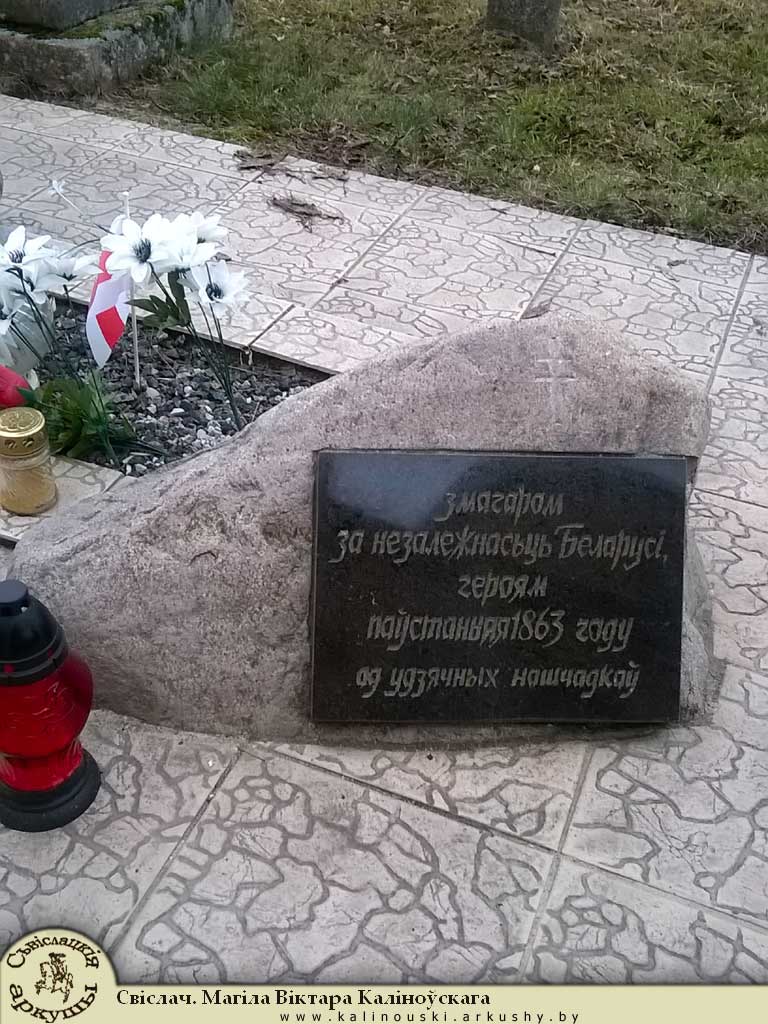 змагаром
за незалежнасьць Беларусі,
героям
паўстаньня 1863 году
ад удзячных нашчадкаў
Сьвіслацкія
аркушы
Свіслач. Магіла Віктара Каліноўскага
www.kalinouski.arkushy.by